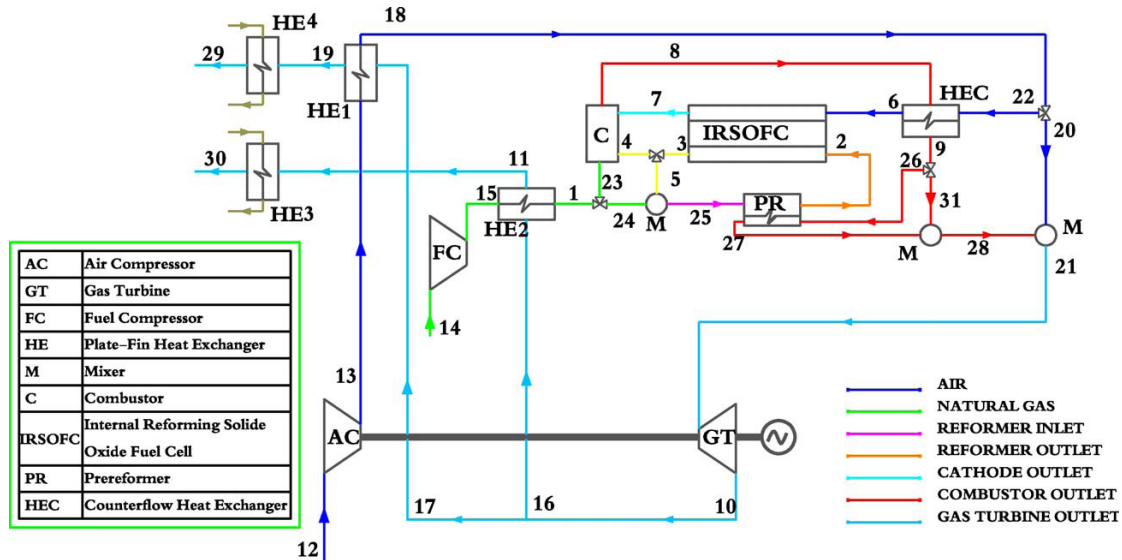 HE4
18
29
19
HE1
8
HEC
7
6
22
C
IRSOFC
20
4
3
2
9
26
30
11
23
5
15
1
PR
31
HE2
24
M
25
M
27
M
28
21
FC
HE3
14
AC Air Compressor
GT Gas Turbine
FC Fuel Compressor
HE Plate-Fin Heat Exchanger
M Mixer
C Combustor
IRSOFC Internal Reforming Solide
Oxide Fuel Cell
PR Prereformer
HEC Counterflow Heat Exchanger
13
AC
GT
17
16
10
12
AIR
NATURAL GAS
REFORMER INLET
REFORMER OUTLET
CATHODE OUTLET
COMBUSTOR OUTLET
GAS TURBINE OUTLET